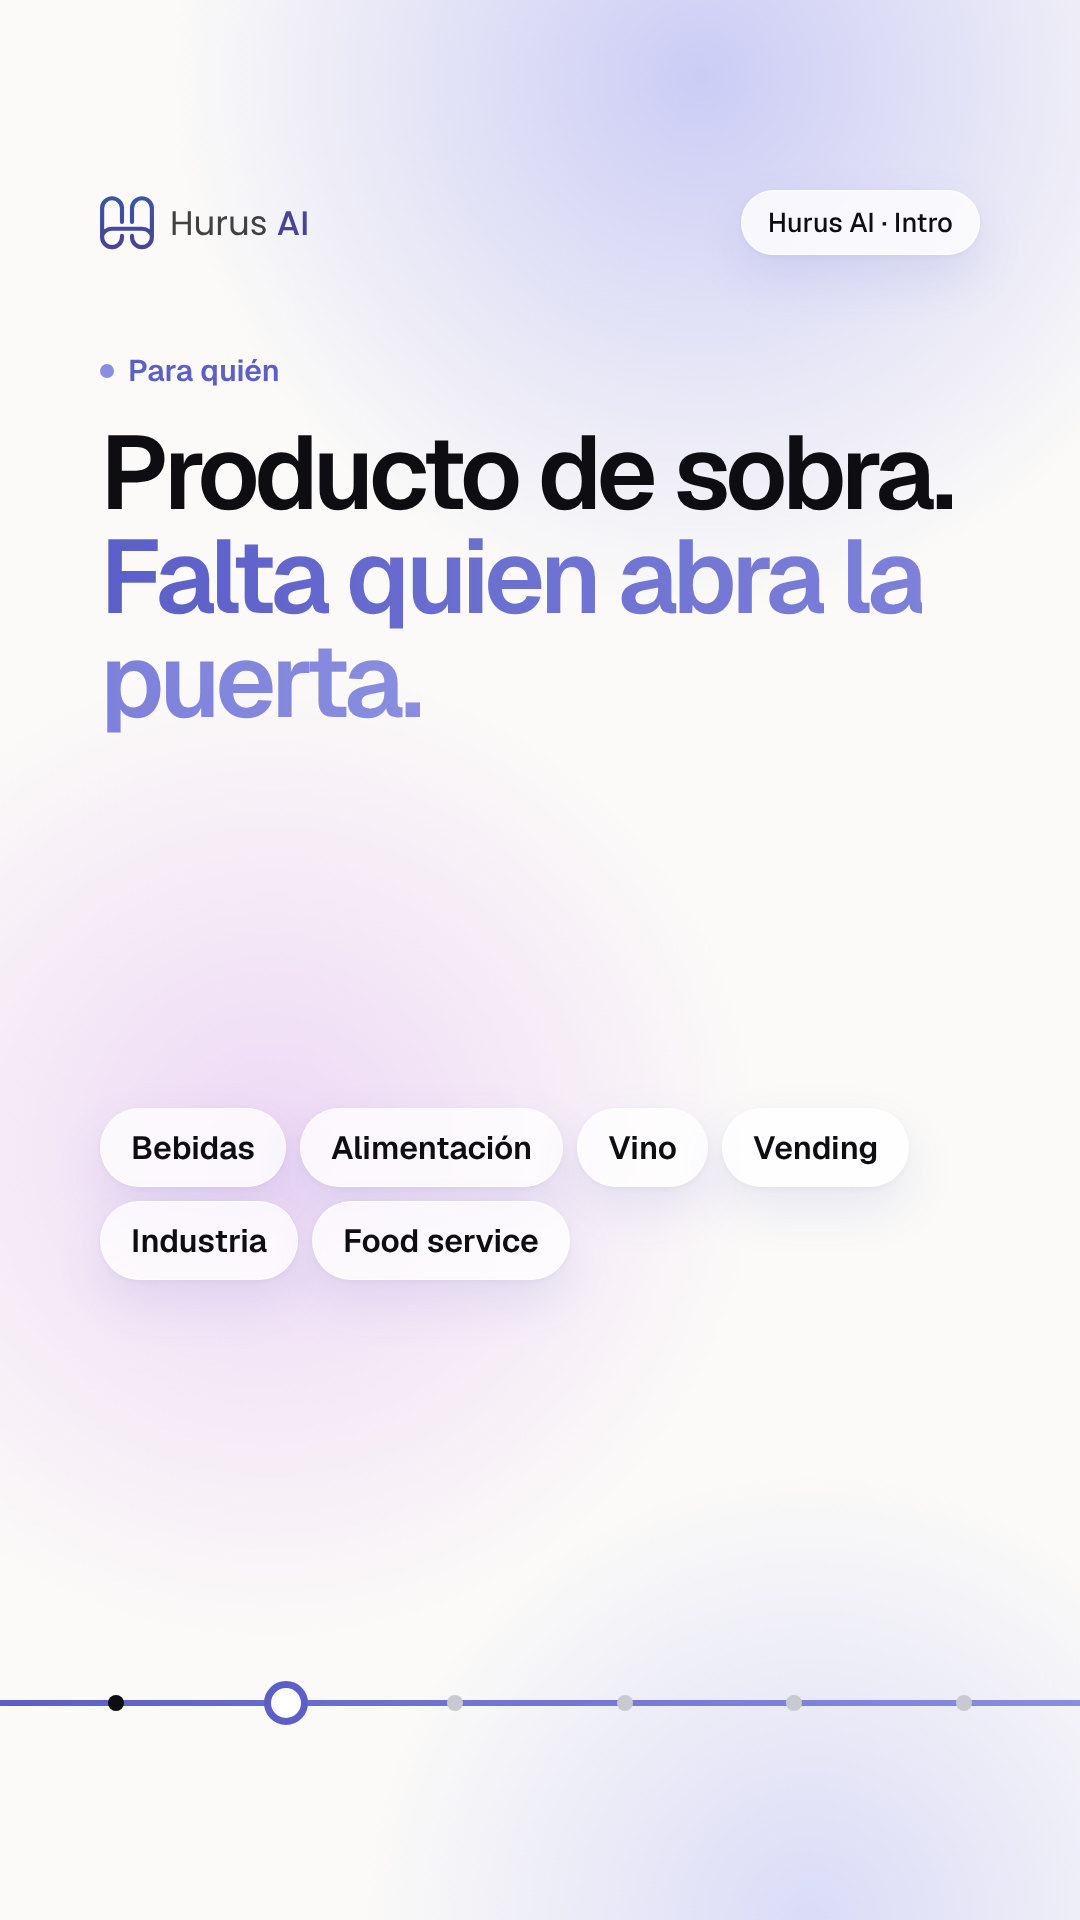 Hurus AI
Hurus AI · Intro
Para quién
Producto de sobra.
Falta quien abra la
puerta.
Bebidas
Alimentación
Vino
Vending
Industria
Food service